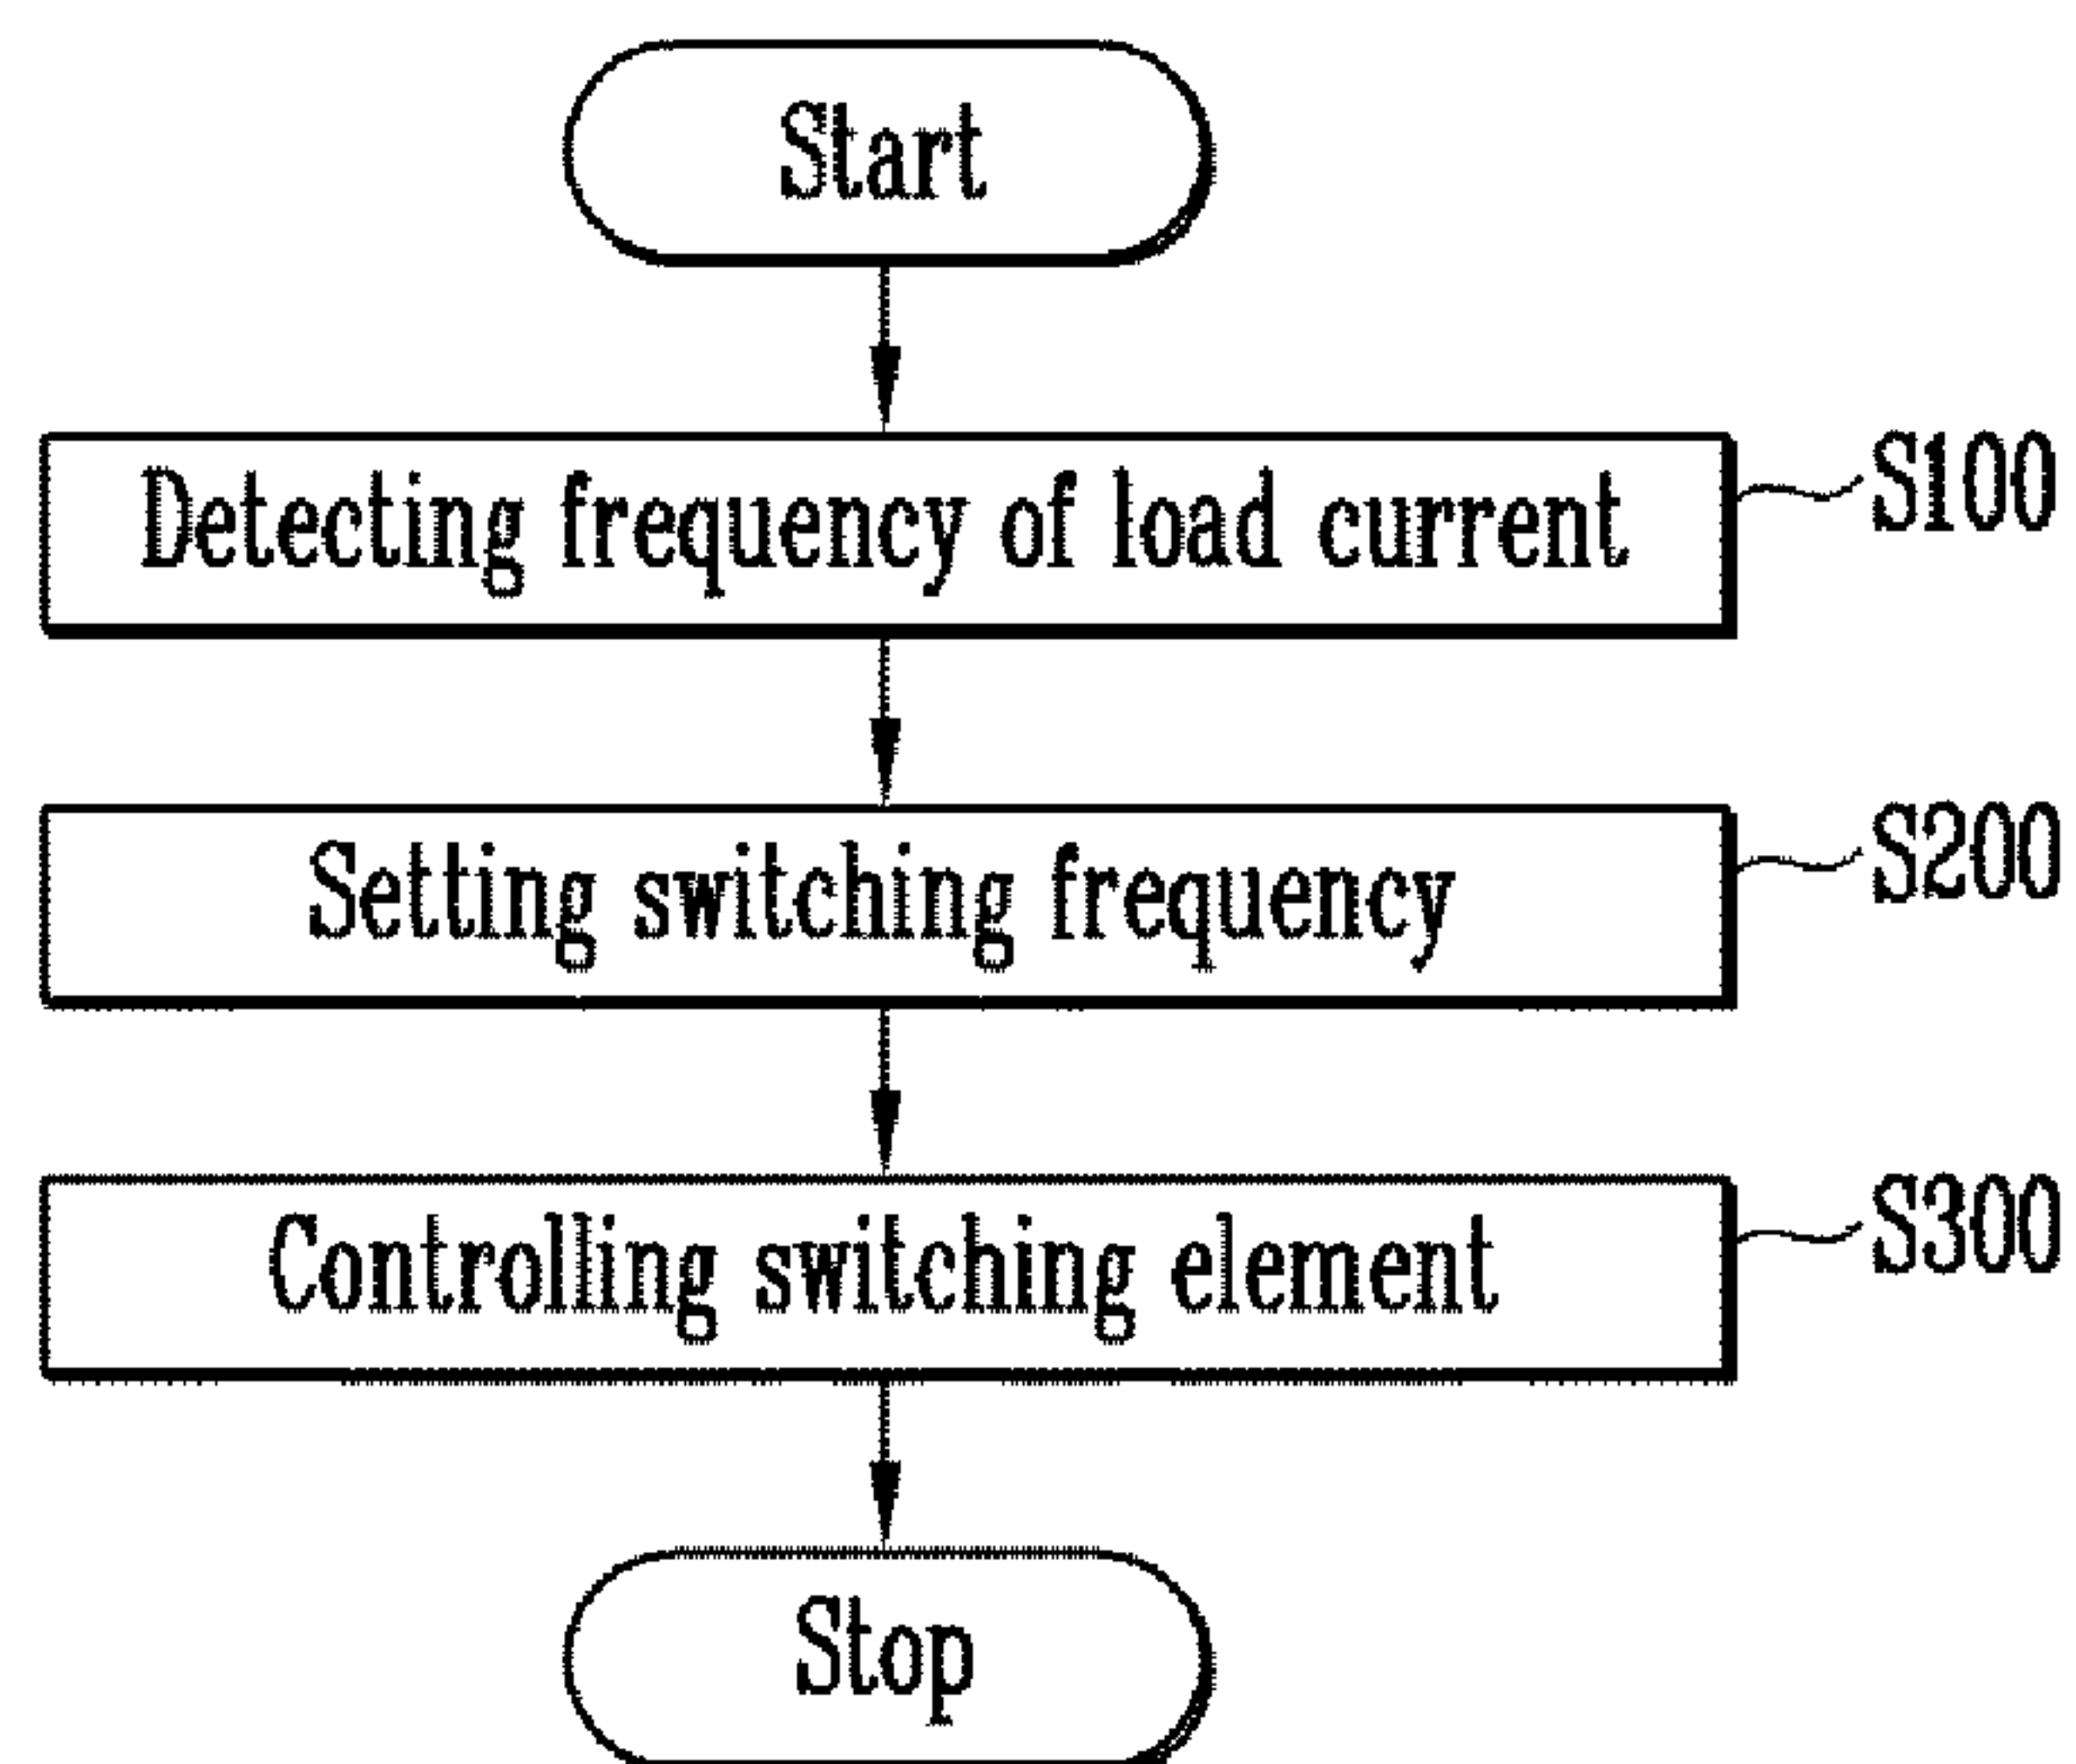 Start
Detecting frequency of load current
S100
Setting switching frequency
S200
Controlling switching element
S300
Stop